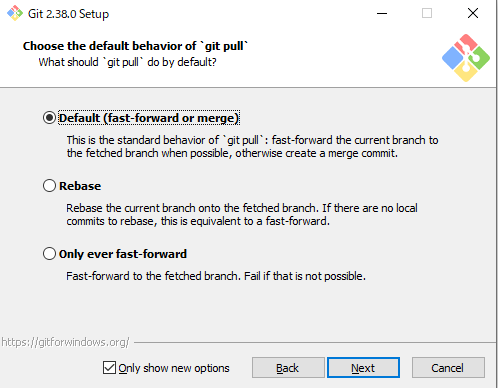 Git 2.38.0 Setup
Choose the default behavior of `git pull`
What should `git pull` do by default?
Default (fast-forward or merge)
This is the standard behavior of `git pull`: fast-forward the current branch to
the fetched branch when possible, otherwise create a merge commit.
Rebase
Rebase the current branch onto the fetched branch. If there are no local
commits to rebase, this is equivalent to a fast-forward.
Only ever fast-forward
Fast-forward to the fetched branch. Fail if that is not possible.
https://gitforwindows.org/
Only show new options
Back
Next
Cancel